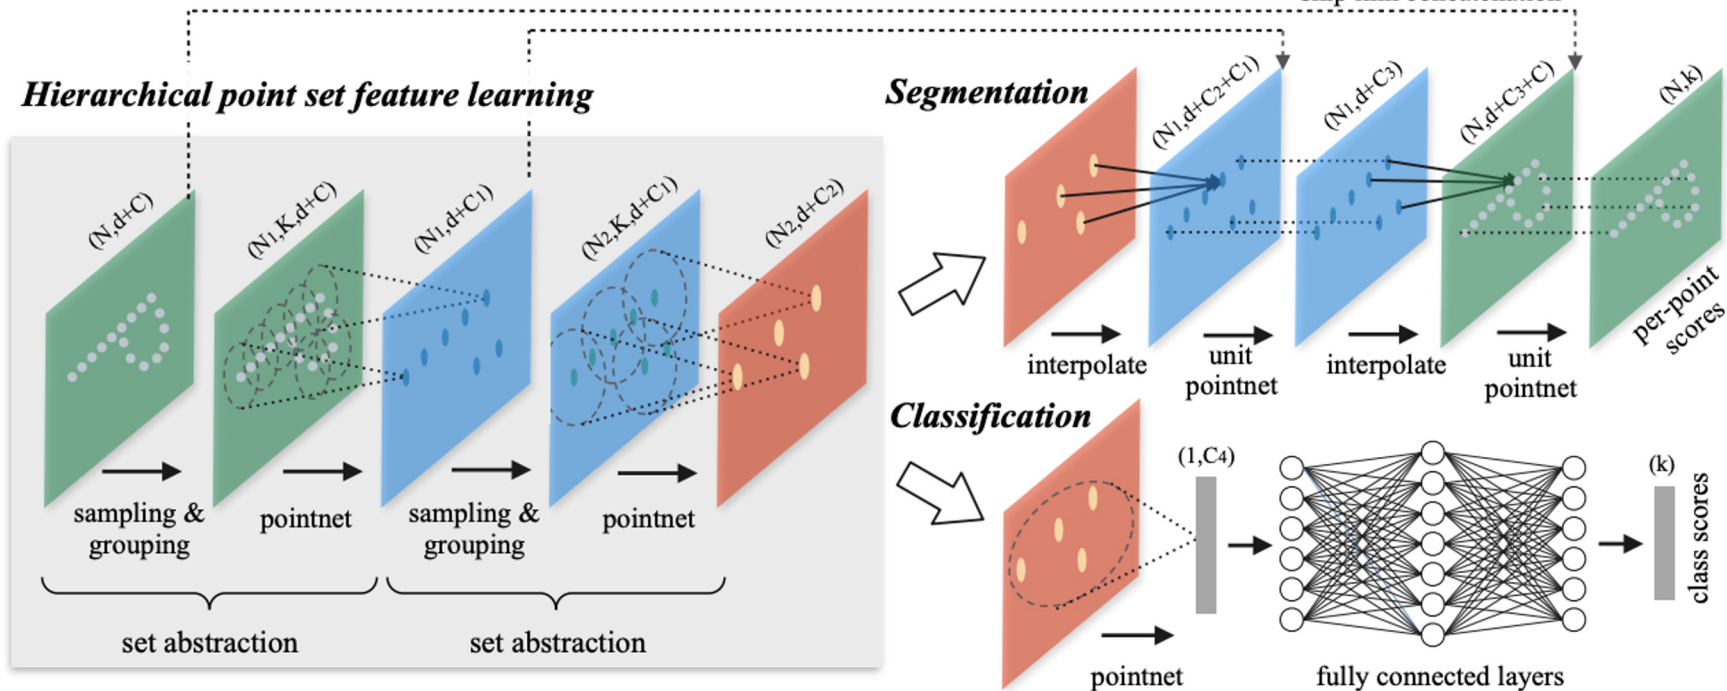 Hierarchical point set feature learning
(N,d+C)
(N1,K,d+C)
(N1,d+C1)
(N2,K,d+C1)
(N2,d+C2)
sampling &
grouping
pointnet
sampling &
grouping
pointnet
set abstraction
set abstraction
Segmentation
(N1,d+C2+C1)
(N1,d+C3)
(N,d+C3+C)
(N,k)
interpolate
unit
pointnet
interpolate
unit
pointnet
per-point
scores
Classification
(1,C4)
(k)
class scores
pointnet
fully connected layers